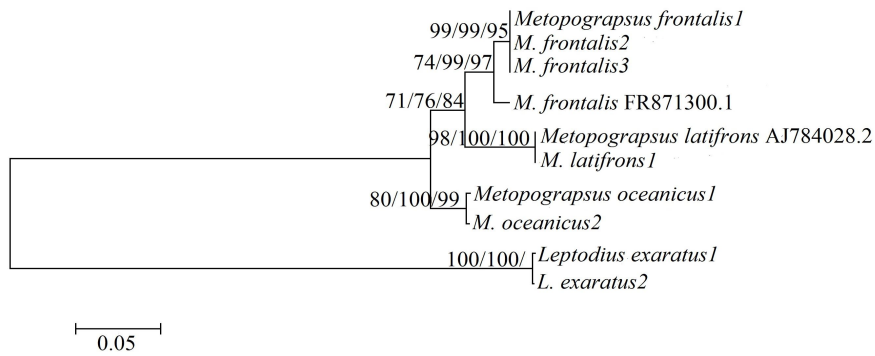 Metopograpsus frontalis1
99/99/95
M. frontalis2
74/99/97
M. frontalis3
71/76/84
M. frontalis FR871300.1
98/100/100
Metopograpsus latifrons AJ784028.2
M. latifrons1
80/100/99
Metopograpsus oceanicus1
M. oceanicus2
100/100/
Leptodius exaratus1
L. exaratus2
0.05